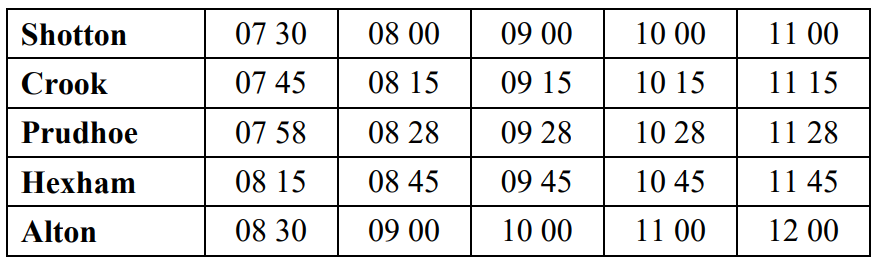 Shotton 07 30 08 00 09 00 10 00 11 00
Crook 07 45 08 15 09 15 10 15 11 15
Prudhoe 07 58 08 28 09 28 10 28 11 28
Hexham 08 15 08 45 09 45 10 45 11 45
Alton 08 30 09 00 10 00 11 00 12 00